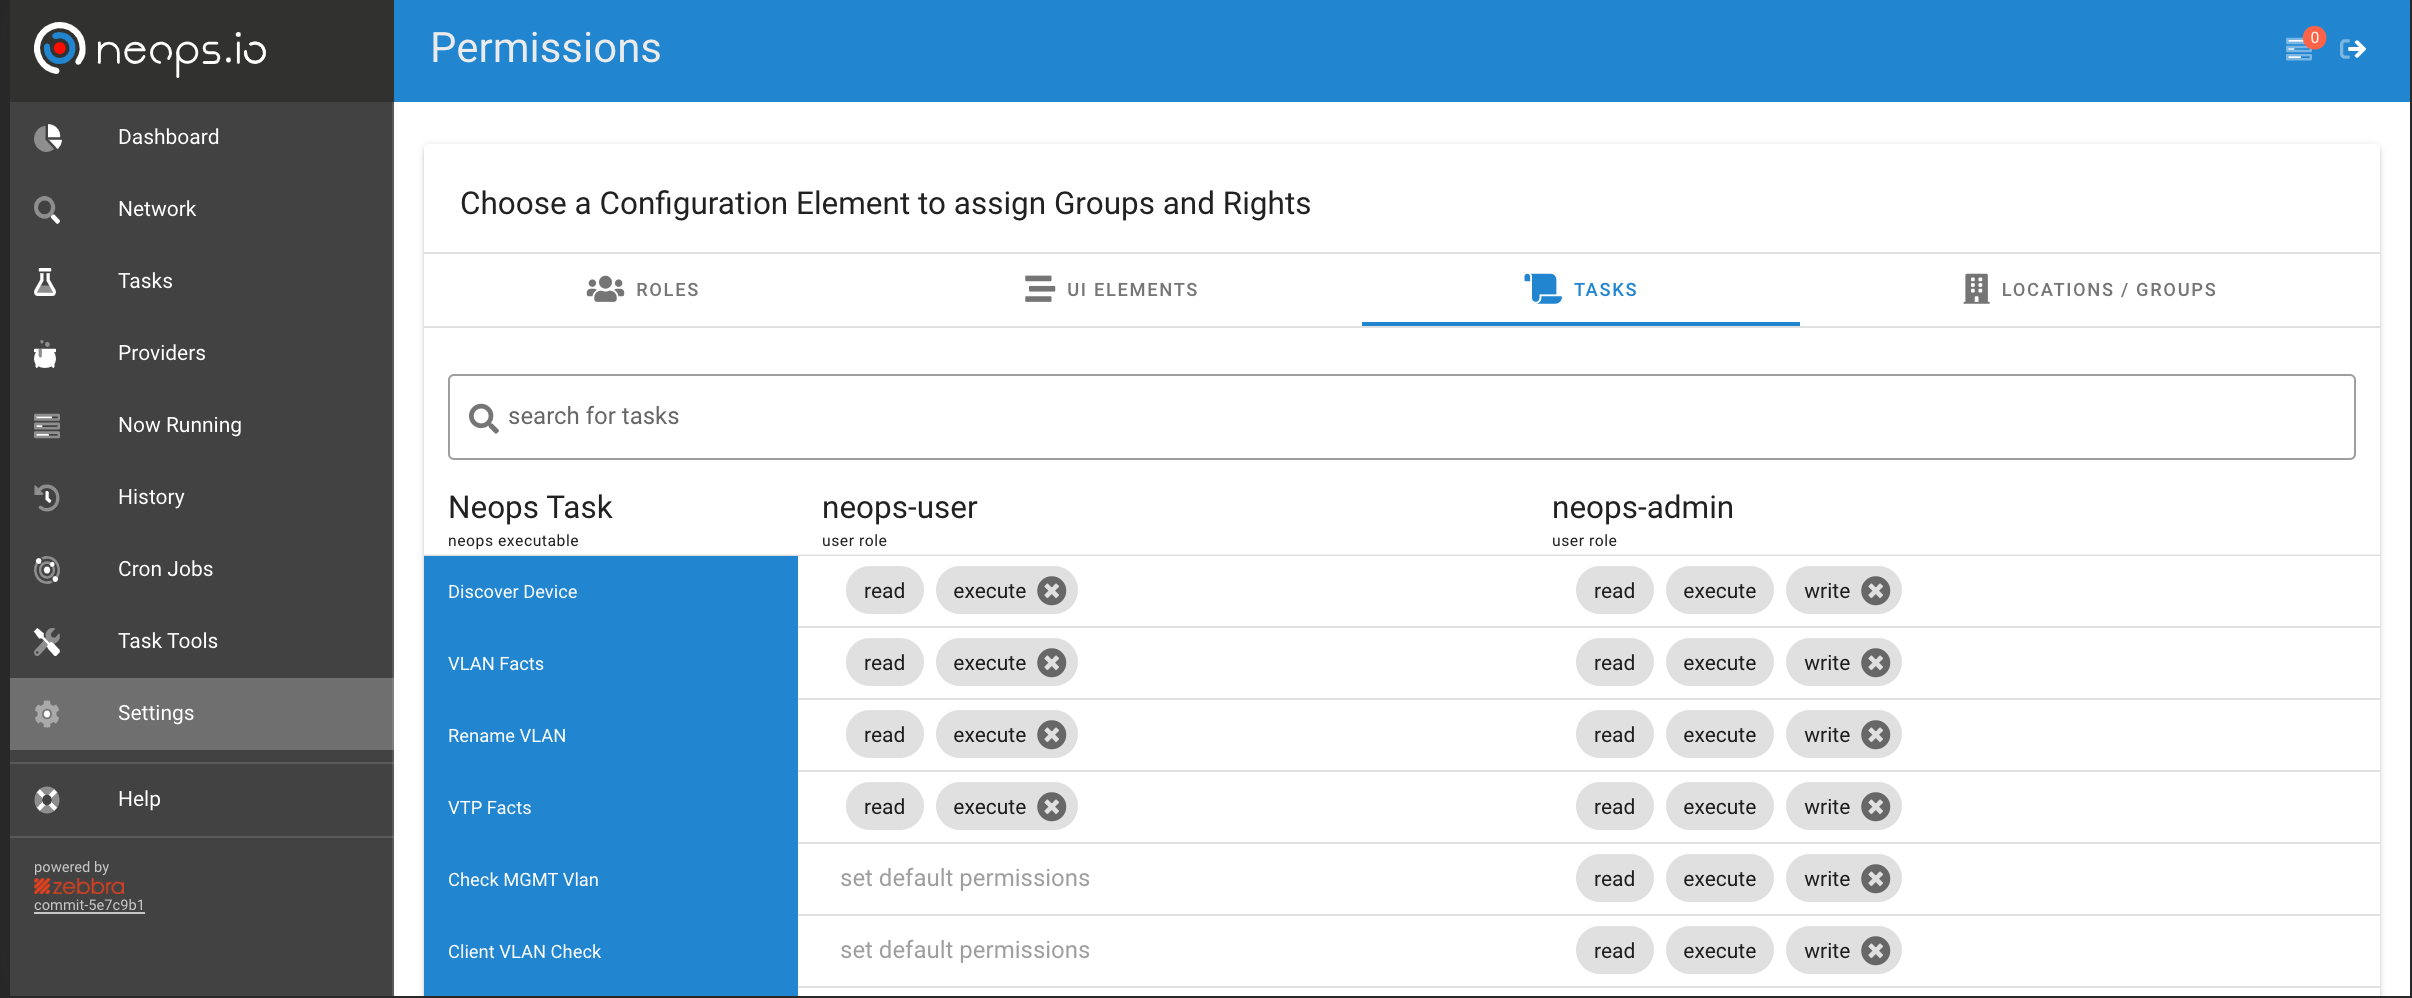 neops.io
Permissions
0
Dashboard
Network
Tasks
Providers
Now Running
History
Cron Jobs
Task Tools
Settings
Help
powered by
zebbra
commit-5e7c9b1
Choose a Configuration Element to assign Groups and Rights
ROLES
UI ELEMENTS
TASKS
LOCATIONS / GROUPS
search for tasks
Neops Task
neops executable
neops-user
user role
neops-admin
user role
Discover Device
read execute
read execute write
VLAN Facts
read execute
read execute write
Rename VLAN
read execute
read execute write
VTP Facts
read execute
read execute write
Check MGMT Vlan
set default permissions
read execute write
Client VLAN Check
set default permissions
read execute write